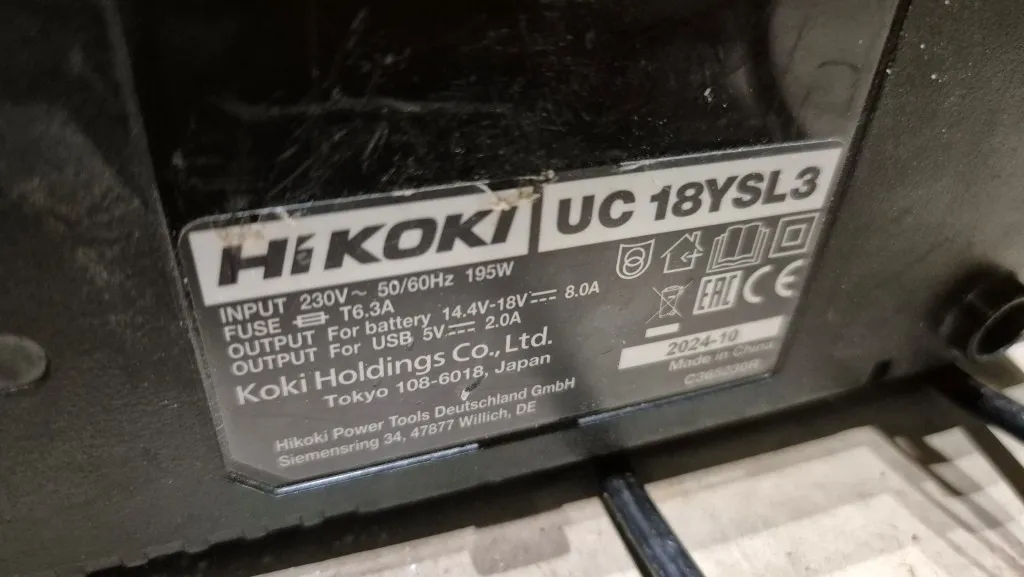 HiKOKI
UC 18YSL3
INPUT 230V~ 50/60Hz 195W
FUSE T6.3A
OUTPUT For battery 14.4V-18V⎓ 8.0A
OUTPUT For USB 5V⎓ 2.0A
Koki Holdings Co., Ltd.
Tokyo 108-6018, Japan
Hikoki Power Tools Deutschland GmbH
Siemensring 34, 47877 Willich, DE
EAC CE
2024-10
Made in China